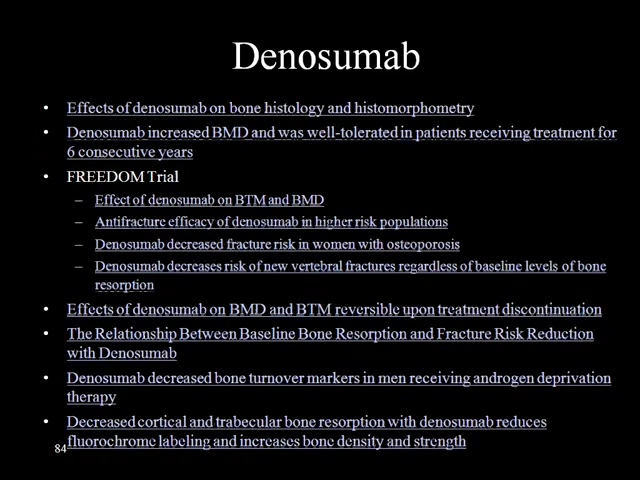 Denosumab
• Effects of denosumab on bone histology and histomorphometry
• Denosumab increased BMD and was well-tolerated in patients receiving treatment for
6 consecutive years
• FREEDOM Trial
– Effect of denosumab on BTM and BMD
– Antifracture efficacy of denosumab in higher risk populations
– Denosumab decreased fracture risk in women with osteoporosis
– Denosumab decreases risk of new vertebral fractures regardless of baseline levels of bone
resorption
• Effects of denosumab on BMD and BTM reversible upon treatment discontinuation
• The Relationship Between Baseline Bone Resorption and Fracture Risk Reduction
with Denosumab
• Denosumab decreased bone turnover markers in men receiving androgen deprivation
therapy
• Decreased cortical and trabecular bone resorption with denosumab reduces
fluorochrome labeling and increases bone density and strength
84